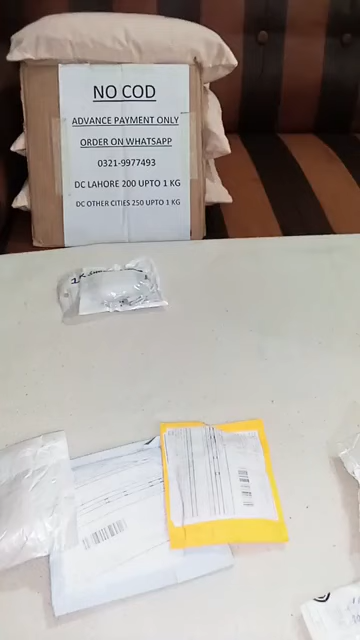 NO COD
ADVANCE PAYMENT ONLY
ORDER ON WHATSAPP
0321-9977493
DC LAHORE 200 UPTO 1 KG
DC OTHER CITIES 250 UPTO 1 KG